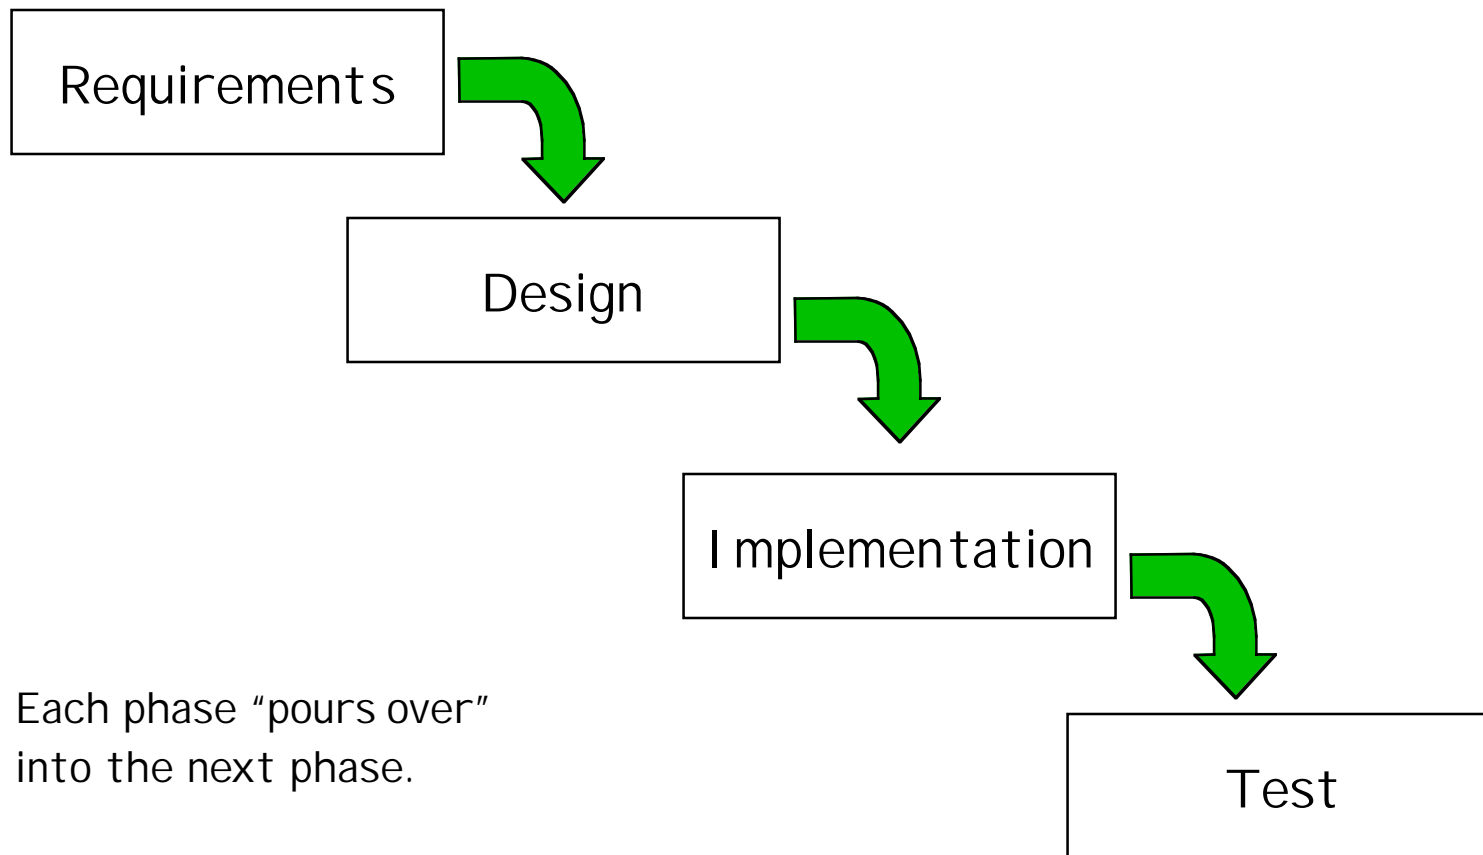 Requirements
Design
Implementation
Each phase “pours over”
into the next phase.
Test